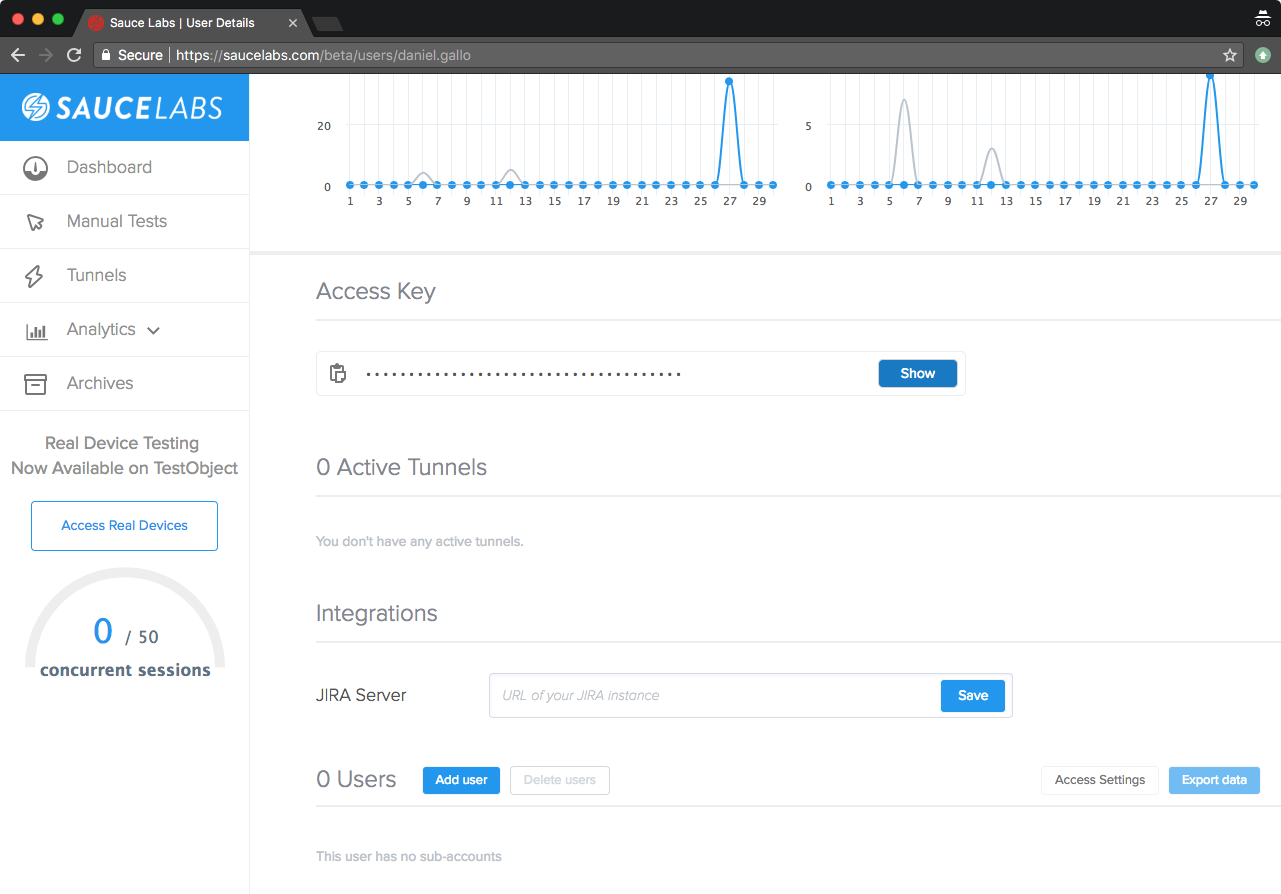 Sauce Labs | User Details
Secure
https://saucelabs.com/beta/users/daniel.gallo
SAUCELABS
Dashboard
Manual Tests
Tunnels
Analytics
Archives
Real Device Testing
Now Available on TestObject
Access Real Devices
0 / 50
concurrent sessions
20
0
1 3 5 7 9 11 13 15 17 19 21 23 25 27 29
5
0
1 3 5 7 9 11 13 15 17 19 21 23 25 27 29
Access Key
Show
0 Active Tunnels
You don't have any active tunnels.
Integrations
JIRA Server
URL of your JIRA instance
Save
0 Users
Add user
Delete users
Access Settings
Export data
This user has no sub-accounts